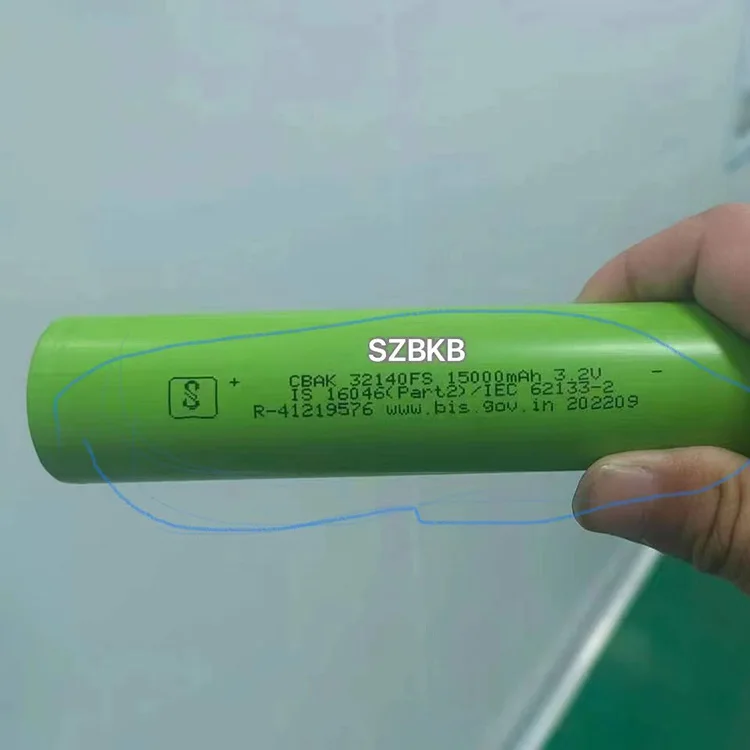 SZBKB
+ CBAK 32140FS 15000mAh 3.2V -
IS 16046(Part2)/IEC 62133-2
R-41219576 www.bis.gov.in 202209